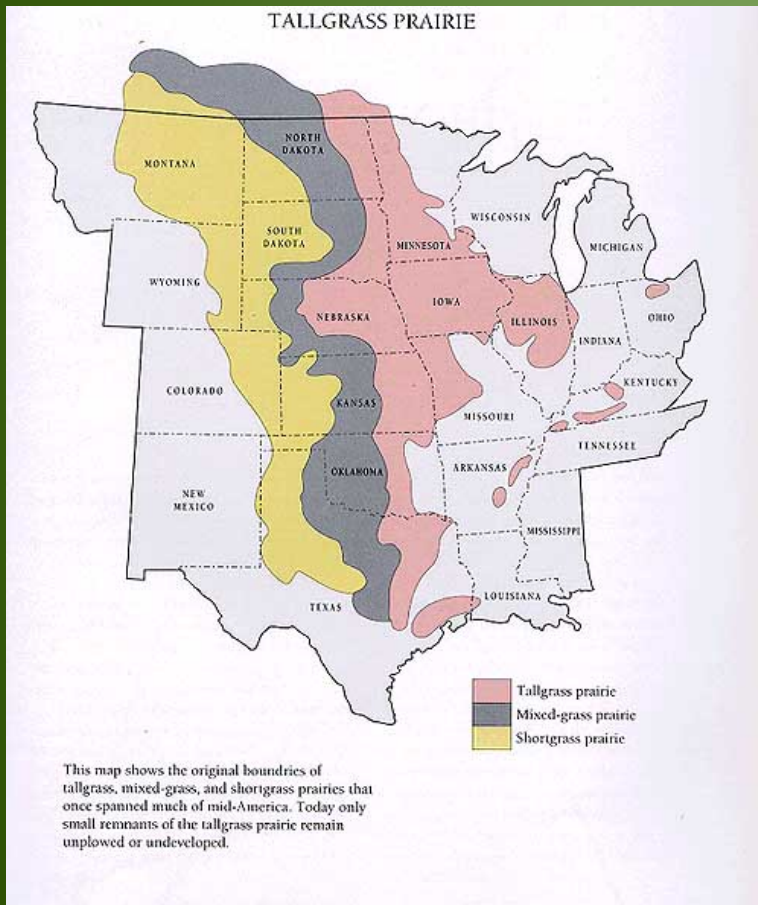 TALLGRASS PRAIRIE
NORTH
DAKOTA
MONTANA
WISCONSIN
SOUTH
DAKOTA
MINNESOTA
MICHIGAN
WYOMING
IOWA
NEBRASKA
ILLINOIS
OHIO
INDIANA
COLORADO
KENTUCKY
KANSAS
MISSOURI
TENNESSEE
OKLAHOMA
ARKANSAS
NEW
MEXICO
MISSISSIPPI
LOUISIANA
TEXAS
Tallgrass prairie
Mixed-grass prairie
Shortgrass prairie
This map shows the original boundries of
tallgrass, mixed-grass, and shortgrass prairies that
once spanned much of mid-America. Today only
small remnants of the tallgrass prairie remain
unplowed or undeveloped.